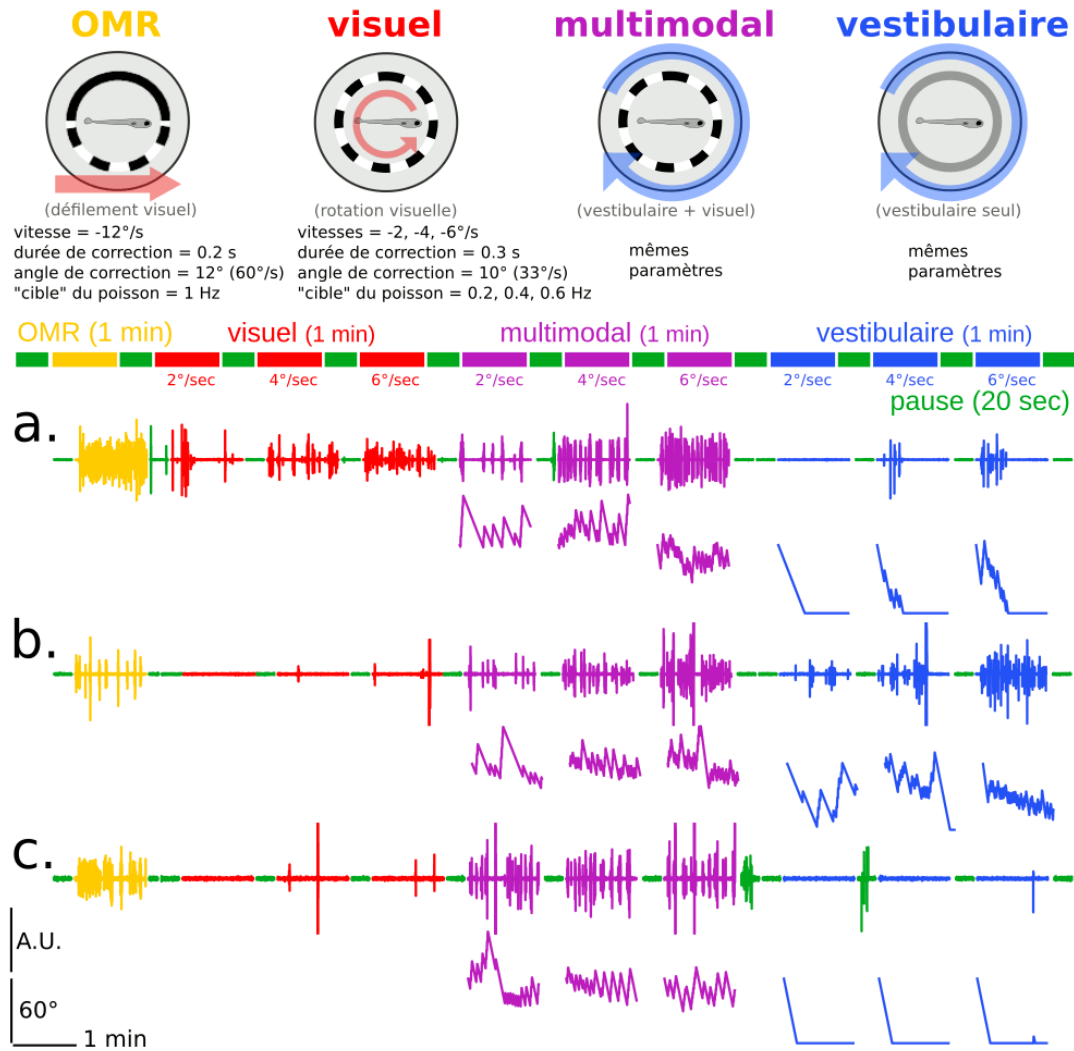 OMR
visuel
multimodal
vestibulaire
(défilement visuel)
(rotation visuelle)
(vestibulaire + visuel)
(vestibulaire seul)
vitesse = -12°/s
durée de correction = 0.2 s
angle de correction = 12° (60°/s)
"cible" du poisson = 1 Hz
vitesses = -2, -4, -6°/s
durée de correction = 0.3 s
angle de correction = 10° (33°/s)
"cible" du poisson = 0.2, 0.4, 0.6 Hz
mêmes
paramètres
mêmes
paramètres
OMR (1 min)
visuel (1 min)
multimodal (1 min)
vestibulaire (1 min)
2°/sec
4°/sec
6°/sec
2°/sec
4°/sec
6°/sec
2°/sec
4°/sec
6°/sec
pause (20 sec)
a.
b.
c.
A.U.
60°
1 min